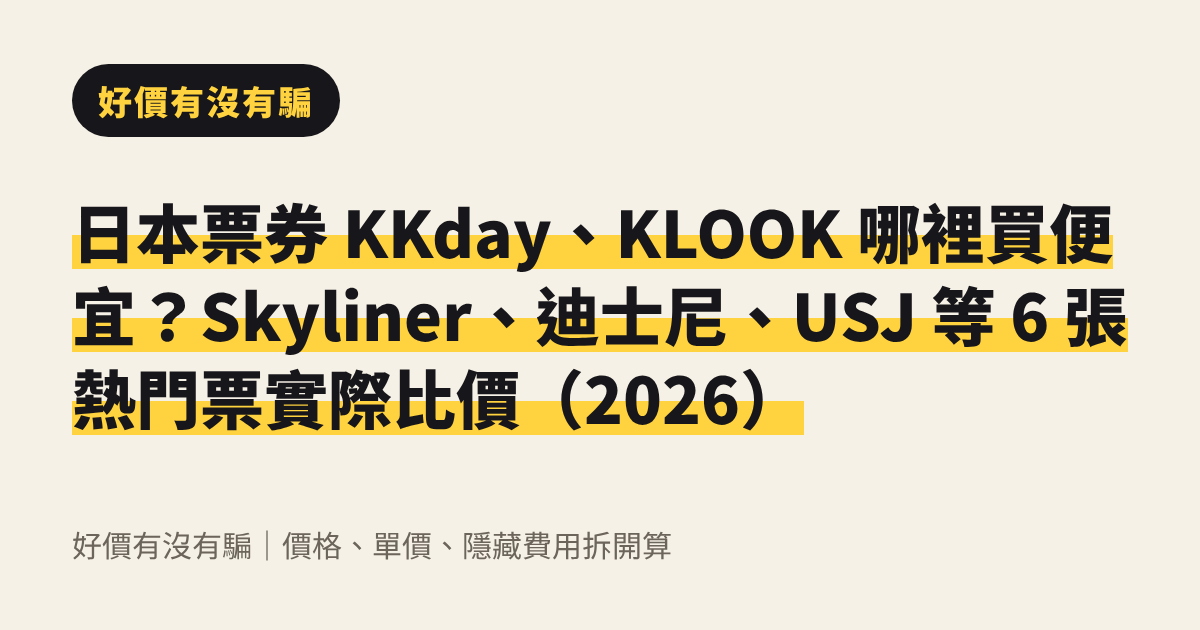 好價有沒有騙
日本票券 KKday、KLOOK 哪裡買便
宜？Skyliner、迪士尼、USJ 等 6 張
熱門票實際比價（2026）
好價有沒有騙｜價格、單價、隱藏費用拆開算